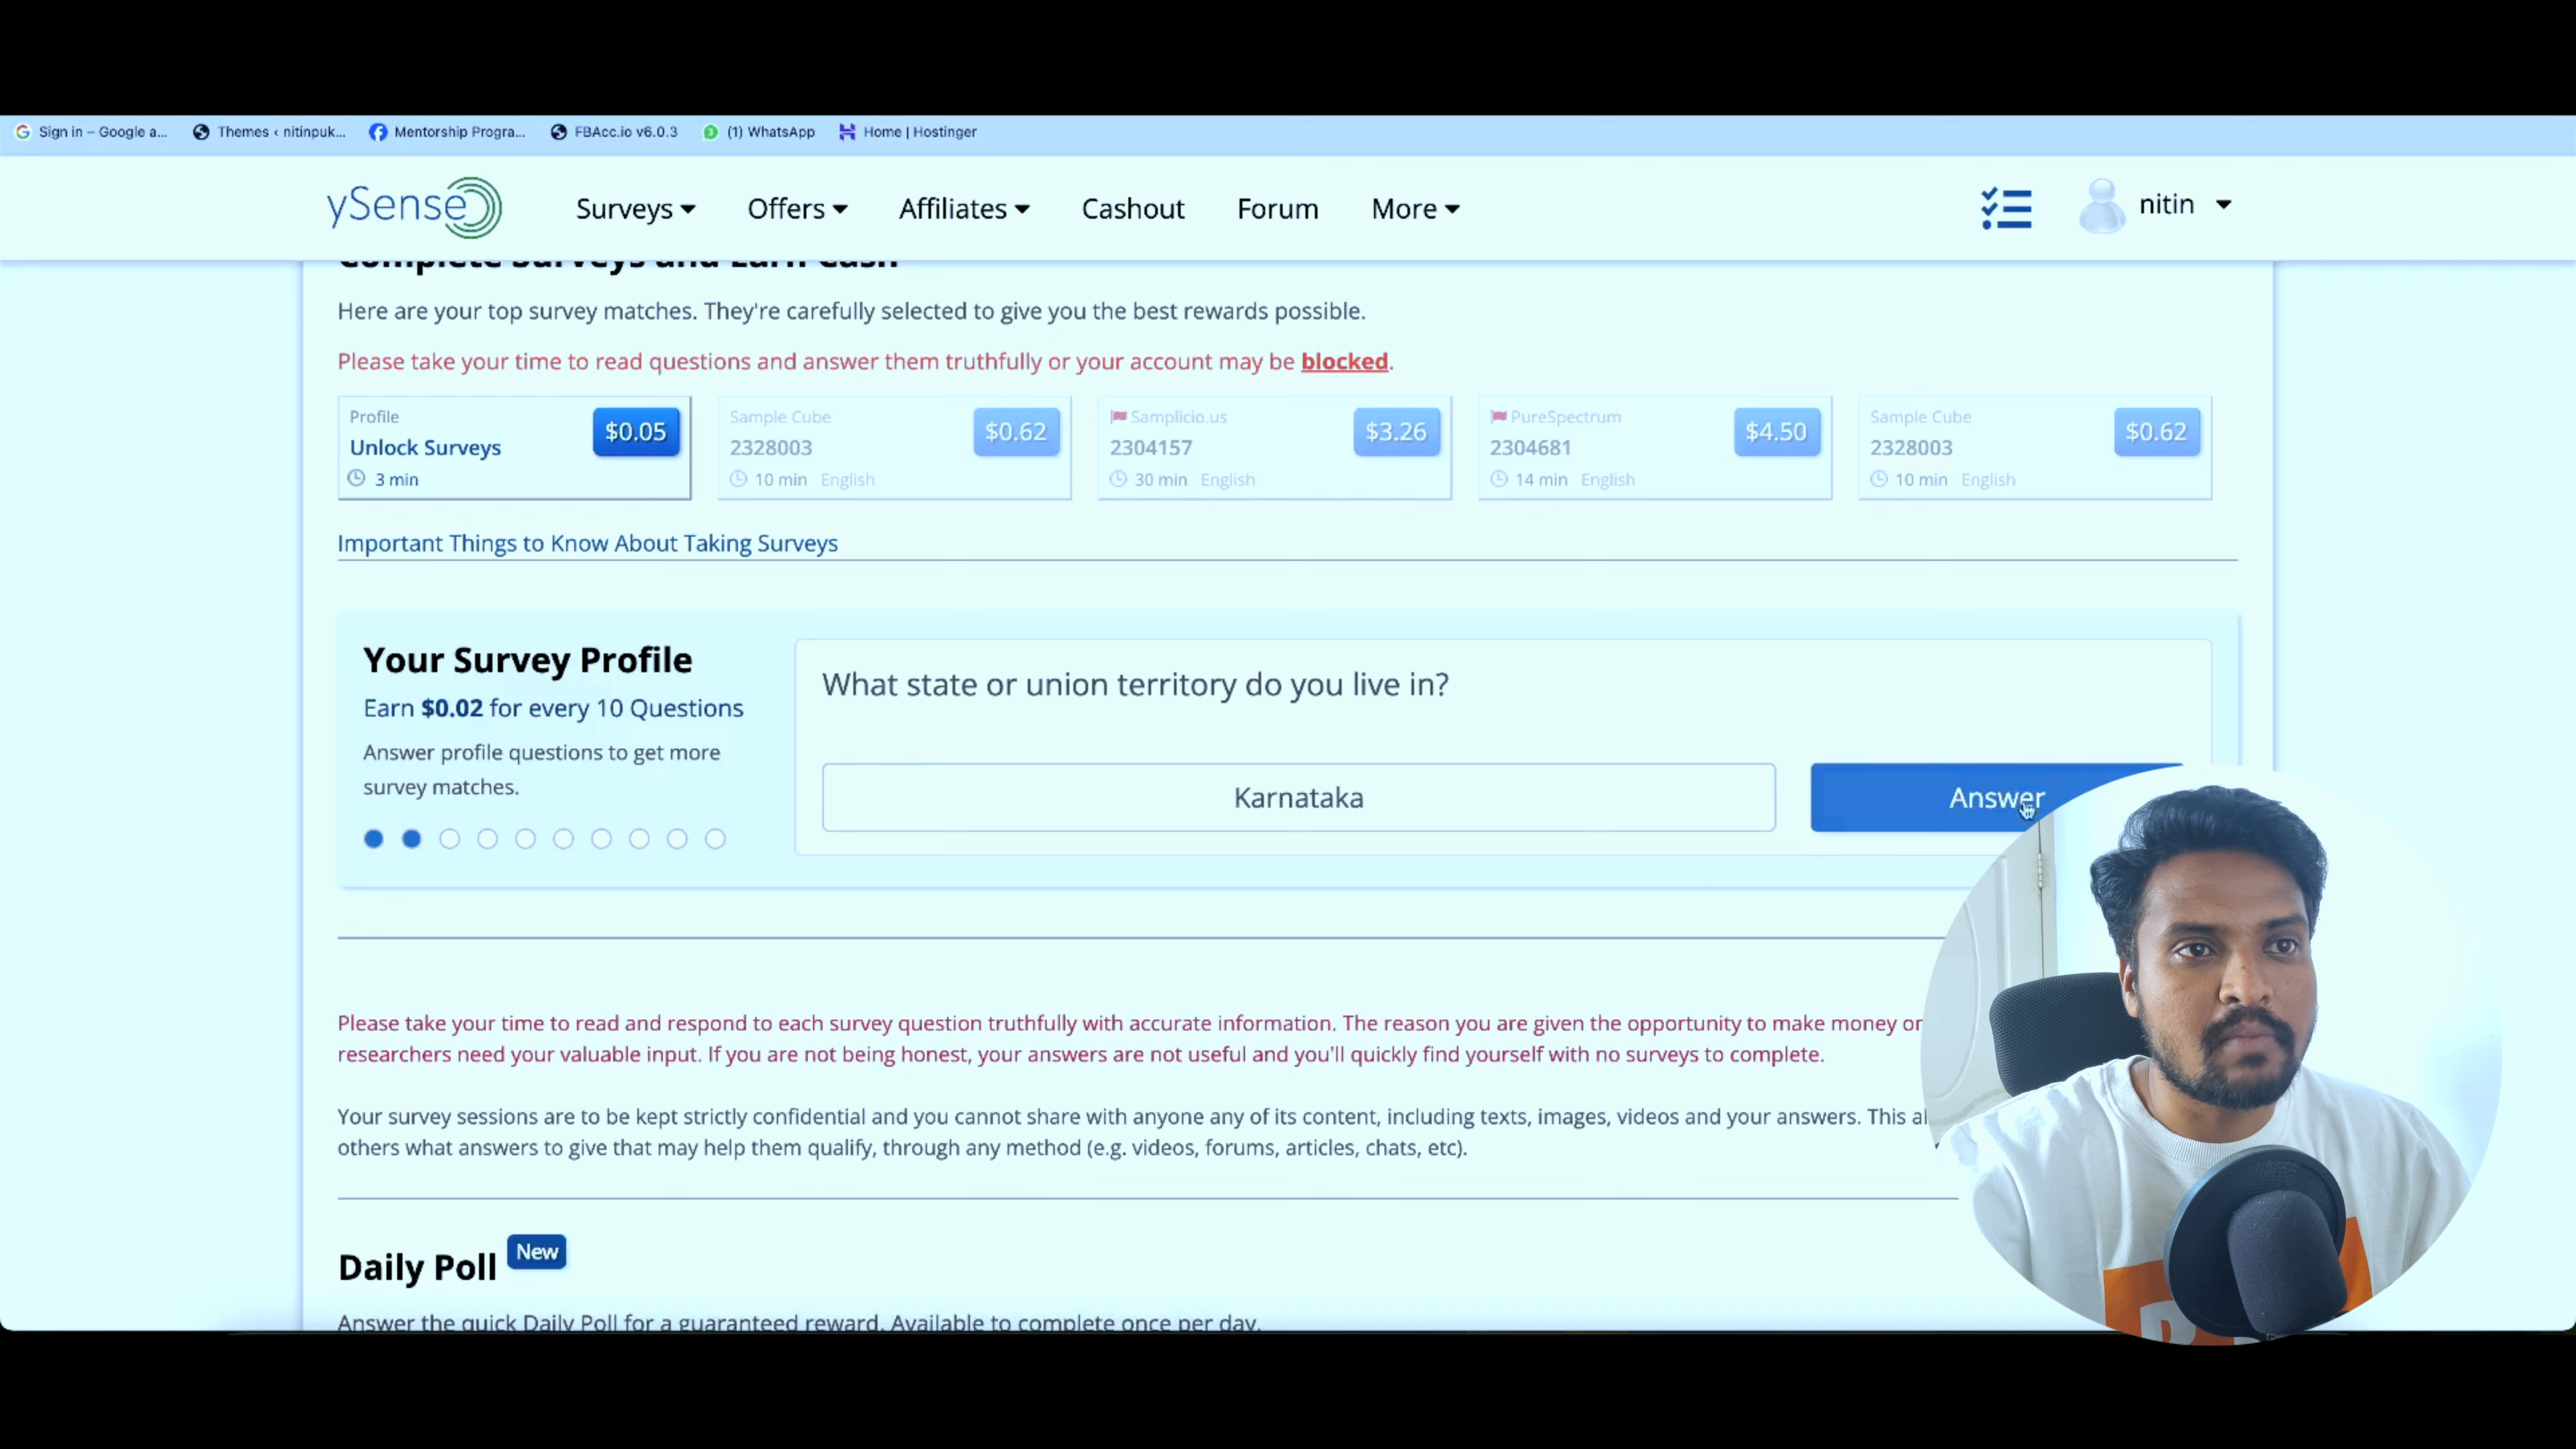 Sign in – Google a... Themes ‹ nitinpuk... Mentorship Progra... FBAcc.io v6.0.3 (1) WhatsApp Home | Hostinger
ySense Surveys Offers Affiliates Cashout Forum More nitin
Complete Surveys and Earn Cash
Here are your top survey matches. They're carefully selected to give you the best rewards possible.
Please take your time to read questions and answer them truthfully or your account may be blocked.
Profile
Unlock Surveys
3 min
$0.05
Sample Cube
2328003
10 min English
$0.62
Samplicio.us
2304157
30 min English
$3.26
PureSpectrum
2304681
14 min English
$4.50
Sample Cube
2328003
10 min English
$0.62
Important Things to Know About Taking Surveys
Your Survey Profile
Earn $0.02 for every 10 Questions
Answer profile questions to get more
survey matches.
What state or union territory do you live in?
Karnataka
Answer
Please take your time to read and respond to each survey question truthfully with accurate information. The reason you are given the opportunity to make money or
researchers need your valuable input. If you are not being honest, your answers are not useful and you'll quickly find yourself with no surveys to complete.
Your survey sessions are to be kept strictly confidential and you cannot share with anyone any of its content, including texts, images, videos and your answers. This al
others what answers to give that may help them qualify, through any method (e.g. videos, forums, articles, chats, etc).
Daily Poll New
Answer the quick Daily Poll for a guaranteed reward. Available to complete once per day.